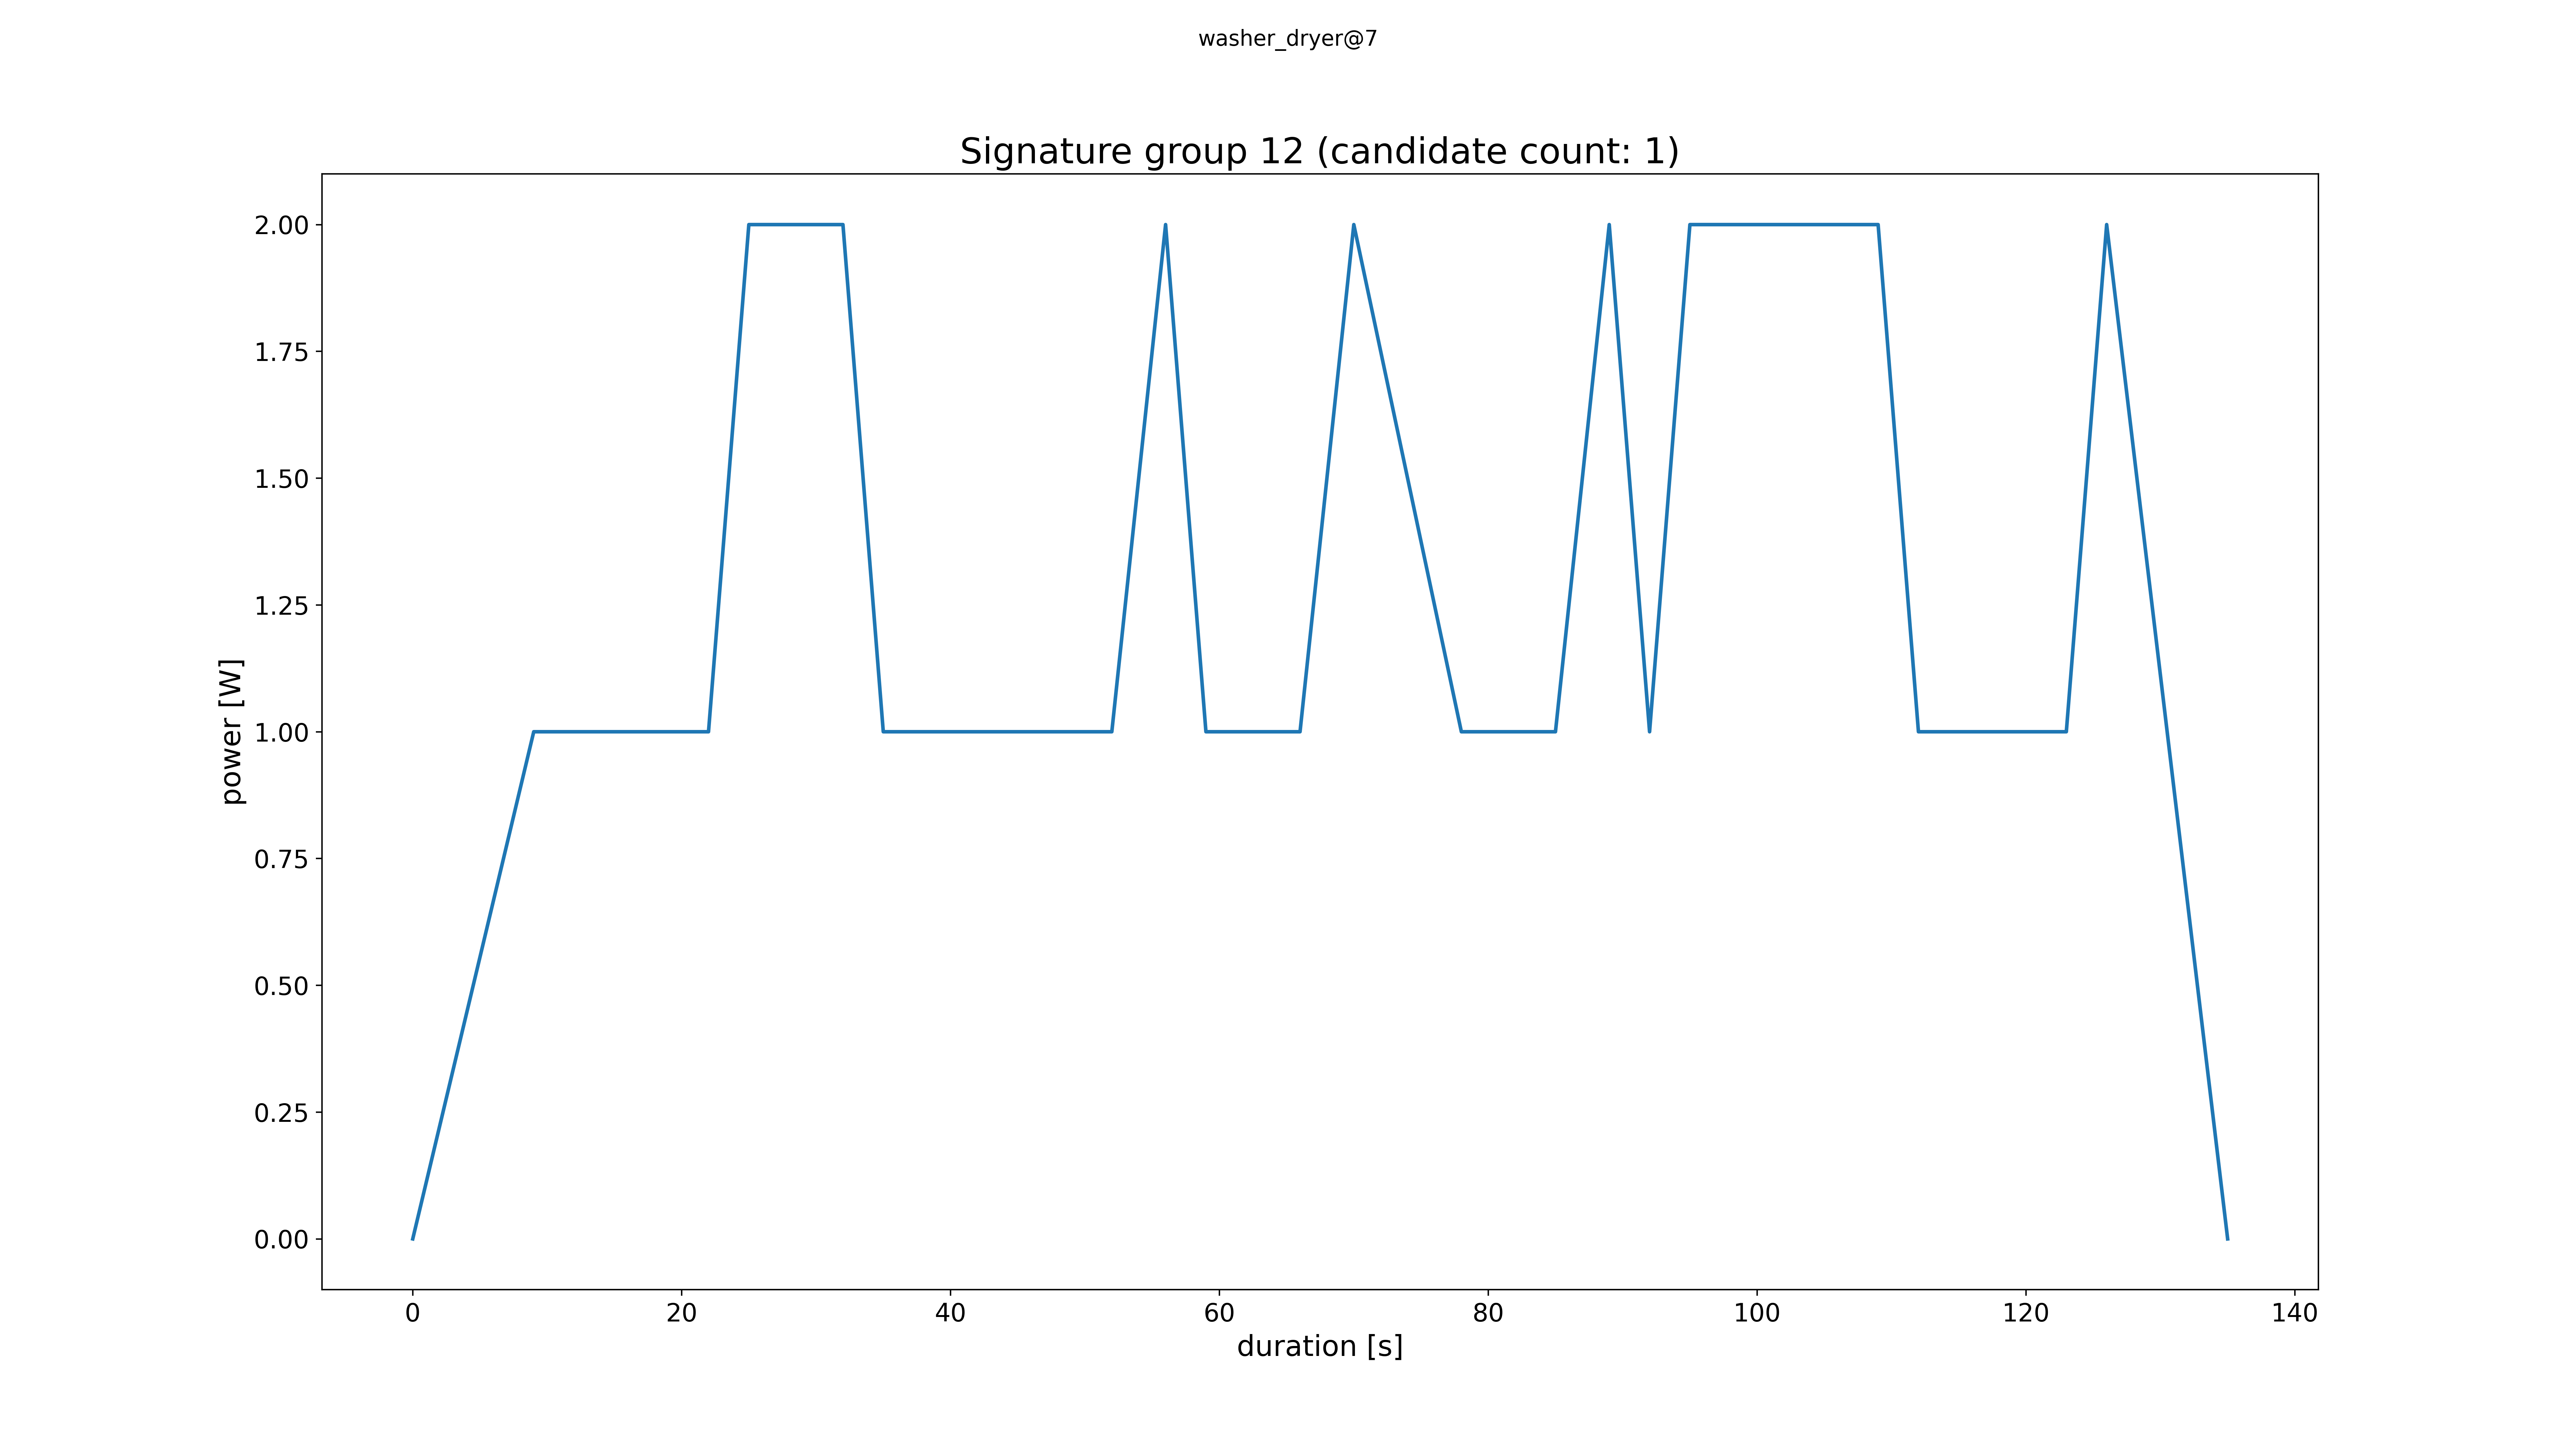 washer_dryer@7
Signature group 12 (candidate count: 1)
2.00
1.75
1.50
1.25
1.00
0.75
0.50
0.25
0.00
power [W]
0 20 40 60 80 100 120 140
duration [s]